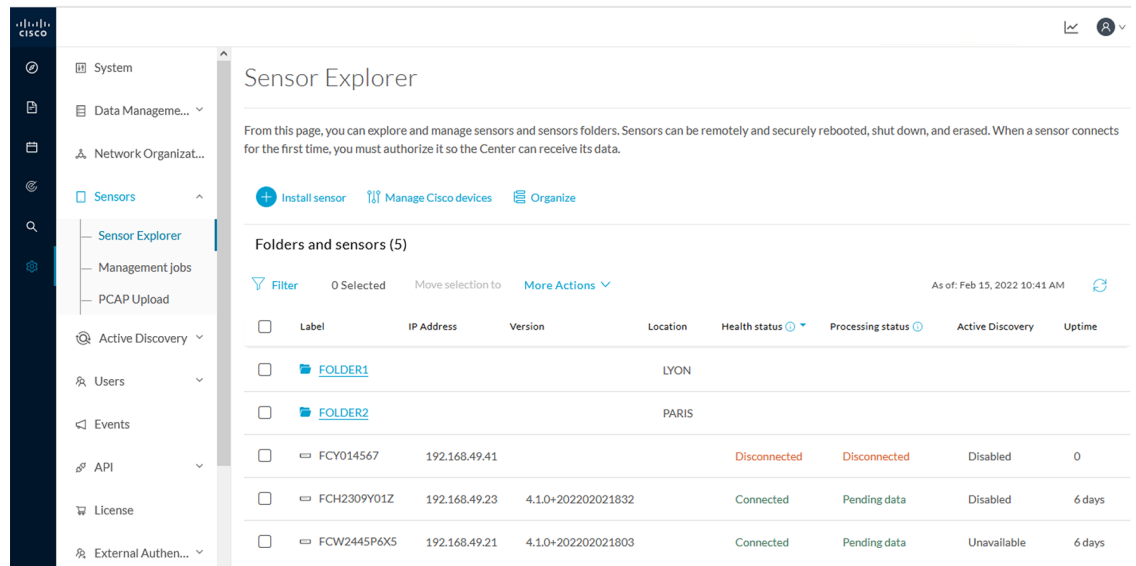 CISCO
System
Data Manageme...
Network Organizat...
Sensors
Sensor Explorer
Management jobs
PCAP Upload
Active Discovery
Users
Events
API
License
External Authen...
Sensor Explorer
From this page, you can explore and manage sensors and sensors folders. Sensors can be remotely and securely rebooted, shut down, and erased. When a sensor connects
for the first time, you must authorize it so the Center can receive its data.
Install sensor Manage Cisco devices Organize
Folders and sensors (5)
Filter 0 Selected Move selection to More Actions As of: Feb 15, 2022 10:41 AM
Label IP Address Version Location Health status Processing status Active Discovery Uptime
FOLDER1 LYON
FOLDER2 PARIS
FCY014567 192.168.49.41 Disconnected Disconnected Disabled 0
FCH2309Y01Z 192.168.49.23 4.1.0+202202021832 Connected Pending data Disabled 6 days
FCW2445P6X5 192.168.49.21 4.1.0+202202021803 Connected Pending data Unavailable 6 days